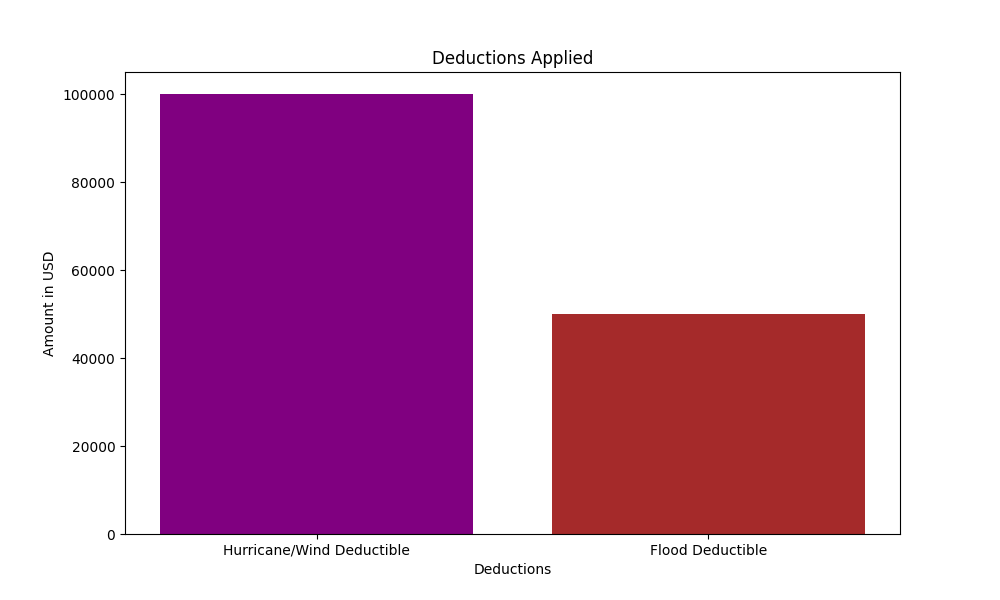 Deductions Applied
100000
80000
60000
40000
20000
0
Amount in USD
Hurricane/Wind Deductible
Flood Deductible
Deductions